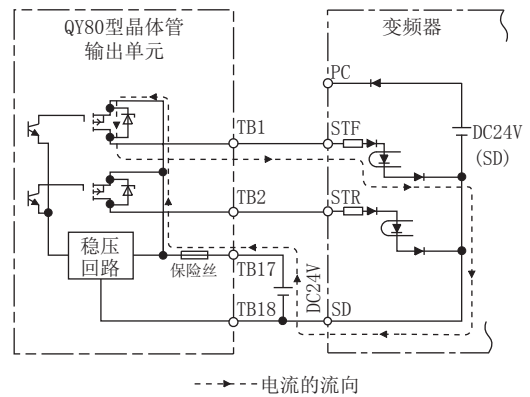 QY80型晶体管
输出单元
变频器
PC
DC24V
(SD)
TB1
STF
TB2
STR
稳压
回路
保险丝
TB17
DC24V
TB18
SD
电流的流向